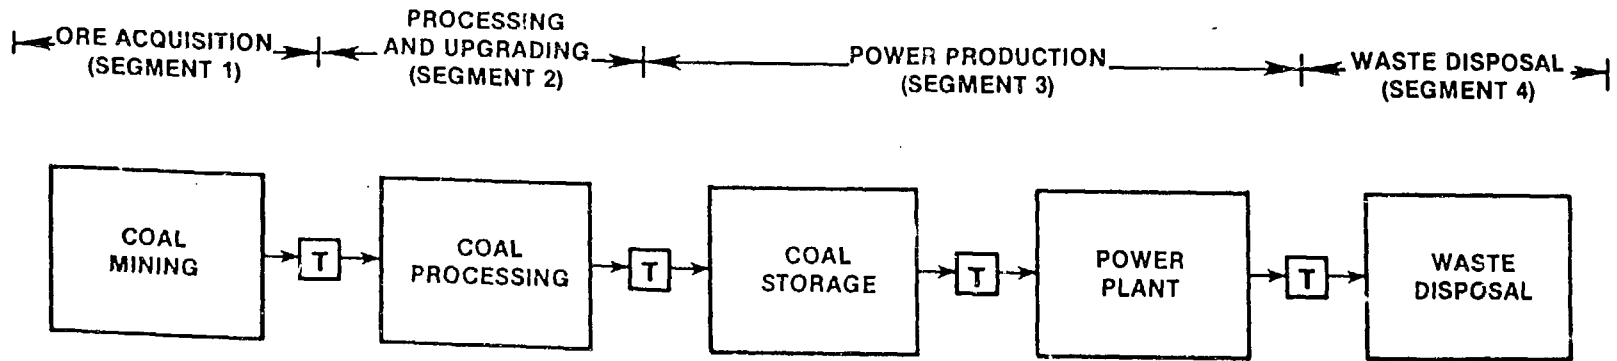 ORE ACQUISITION
(SEGMENT 1)
PROCESSING
AND UPGRADING
(SEGMENT 2)
POWER PRODUCTION
(SEGMENT 3)
WASTE DISPOSAL
(SEGMENT 4)
COAL
MINING
T
COAL
PROCESSING
T
COAL
STORAGE
T
POWER
PLANT
T
WASTE
DISPOSAL